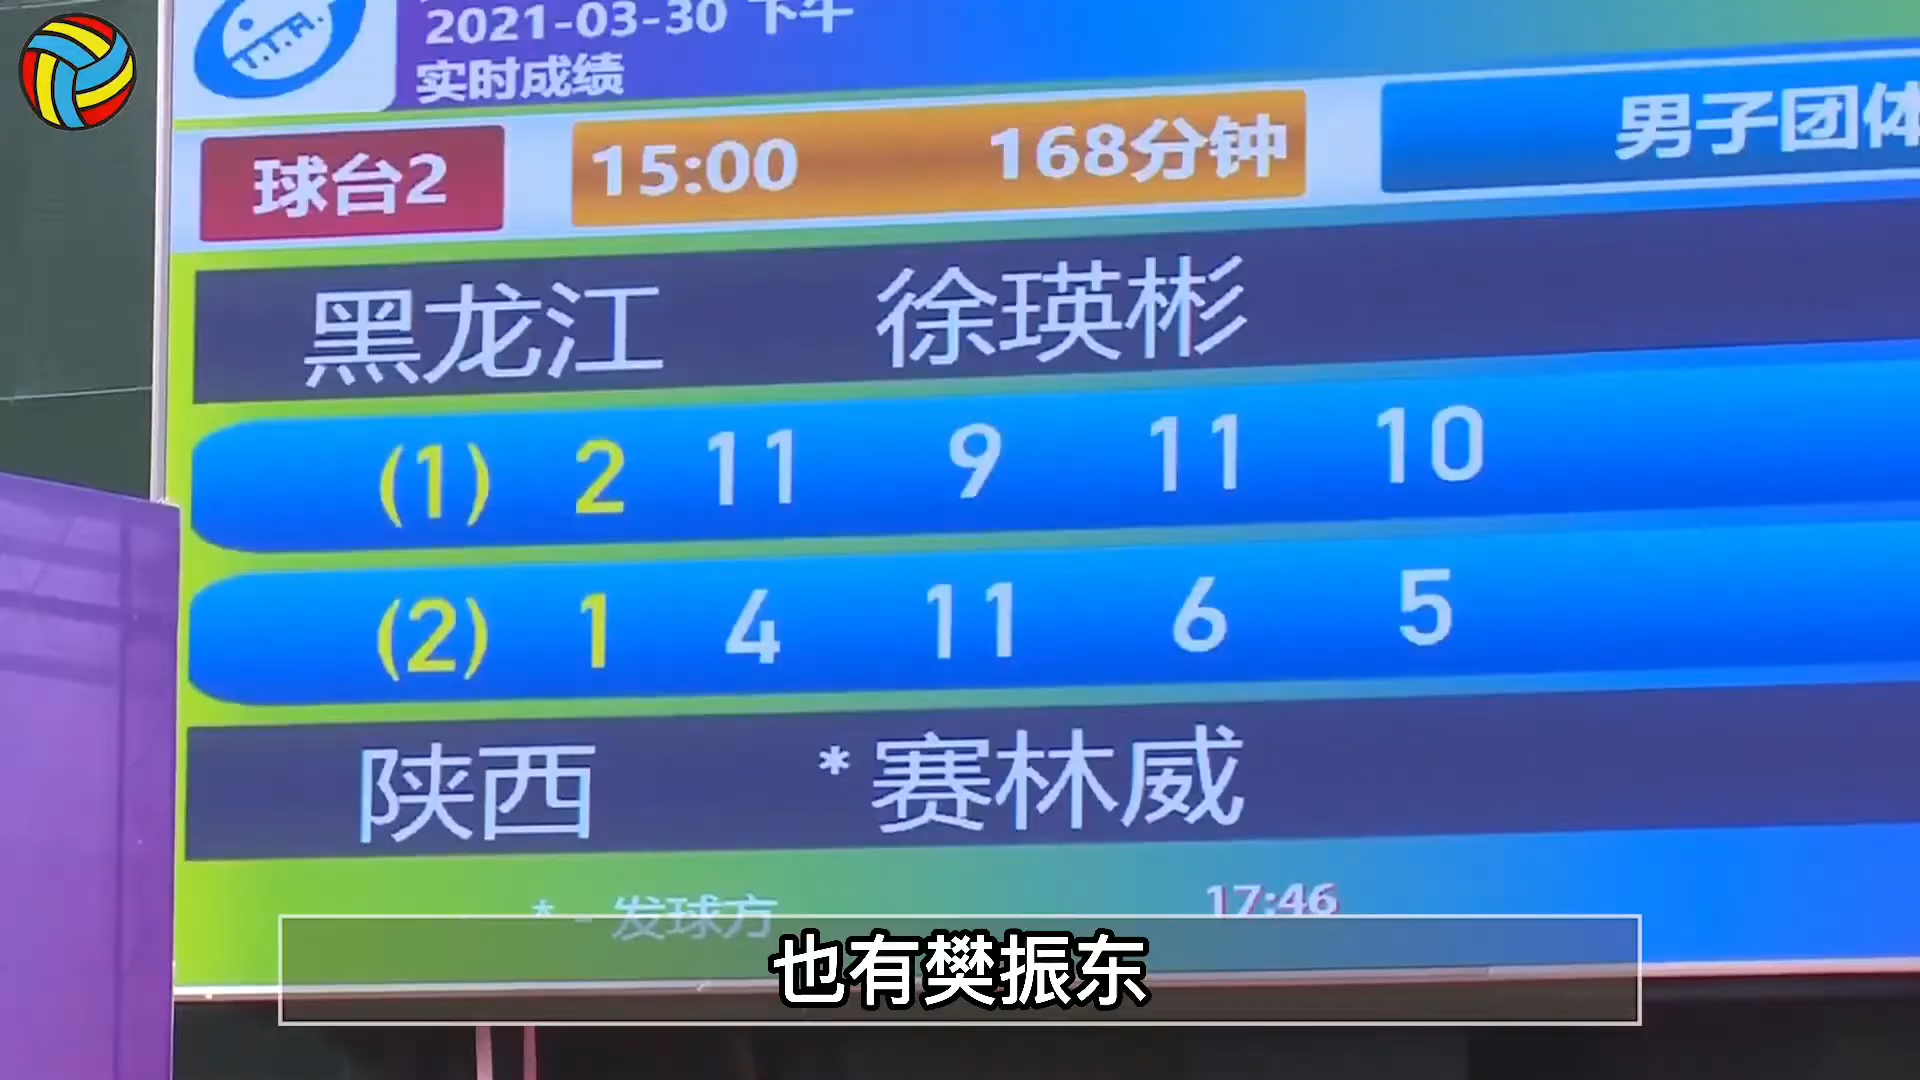 T.T.A.
2021-03-30 下午
实时成绩
球台2 15:00 168分钟 男子团体
黑龙江 徐瑛彬
(1) 2 11 9 11 10
(2) 1 4 11 6 5
陕西 *赛林威
* - 发球方 17:46
也有樊振东